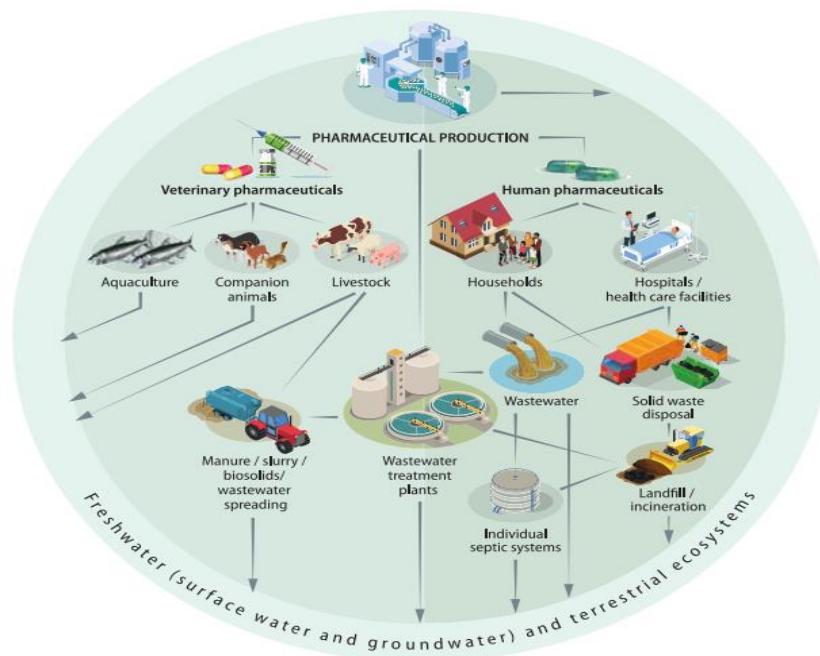 PHARMACEUTICAL PRODUCTION
Veterinary pharmaceuticals
Human pharmaceuticals
Aquaculture
Companion
animals
Livestock
Households
Hospitals /
health care facilities
Wastewater
Solid waste
disposal
Manure / slurry /
biosolids/
wastewater
spreading
Wastewater
treatment
plants
Individual
septic systems
Landfill /
incineration
Freshwater (surface water and groundwater) and terrestrial ecosystems